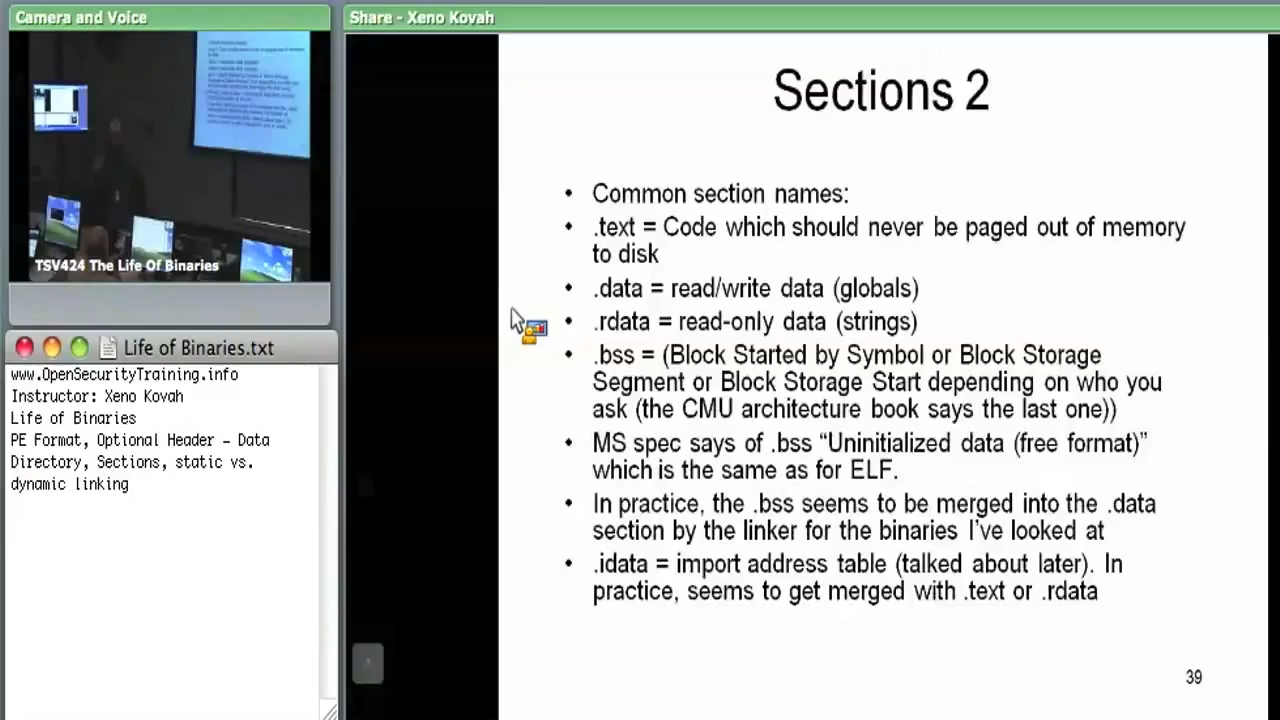 Camera and Voice
TSV424 The Life Of Binaries
Life of Binaries.txt
www.OpenSecurityTraining.info
Instructor: Xeno Kovah
Life of Binaries
PE Format, Optional Header – Data
Directory, Sections, static vs.
dynamic linking
Share - Xeno Kovah
Sections 2
• Common section names:
• .text = Code which should never be paged out of memory
to disk
• .data = read/write data (globals)
• .rdata = read-only data (strings)
• .bss = (Block Started by Symbol or Block Storage
Segment or Block Storage Start depending on who you
ask (the CMU architecture book says the last one))
• MS spec says of .bss “Uninitialized data (free format)”
which is the same as for ELF.
• In practice, the .bss seems to be merged into the .data
section by the linker for the binaries I’ve looked at
• .idata = import address table (talked about later). In
practice, seems to get merged with .text or .rdata
39